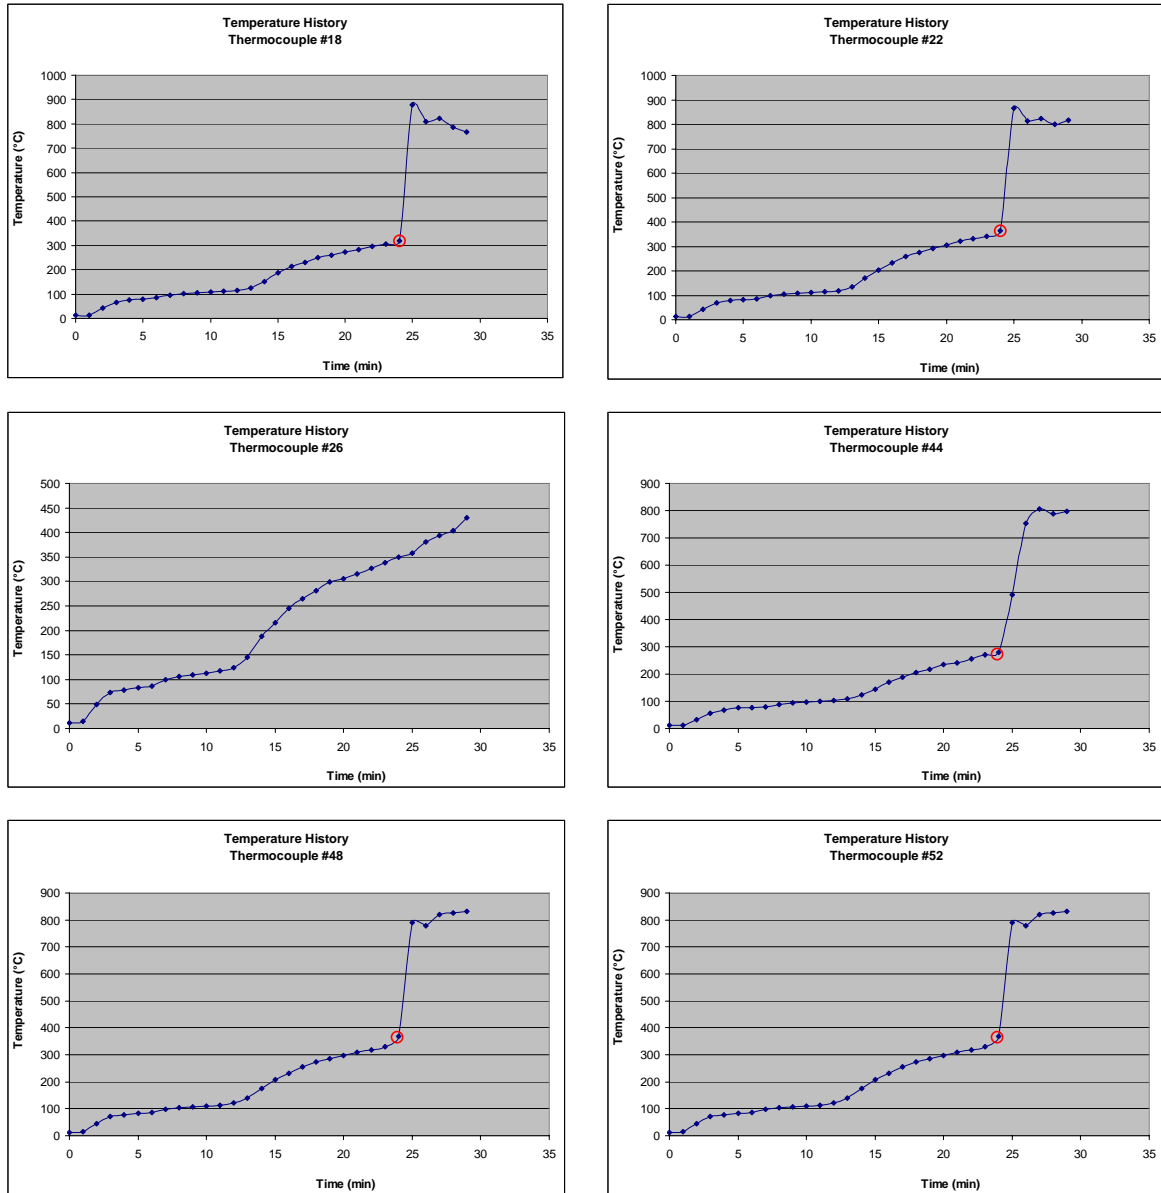 Temperature History
Thermocouple #18
Temperature (°C)
1000
900
800
700
600
500
400
300
200
100
0
0 5 10 15 20 25 30 35
Time (min)
Temperature History
Thermocouple #22
Temperature (°C)
1000
900
800
700
600
500
400
300
200
100
0
0 5 10 15 20 25 30 35
Time (min)
Temperature History
Thermocouple #26
Temperature (°C)
500
450
400
350
300
250
200
150
100
50
0
0 5 10 15 20 25 30 35
Time (min)
Temperature History
Thermocouple #44
Temperature (°C)
900
800
700
600
500
400
300
200
100
0
0 5 10 15 20 25 30 35
Time (min)
Temperature History
Thermocouple #48
Temperature (°C)
900
800
700
600
500
400
300
200
100
0
0 5 10 15 20 25 30 35
Time (min)
Temperature History
Thermocouple #52
Temperature (°C)
900
800
700
600
500
400
300
200
100
0
0 5 10 15 20 25 30 35
Time (min)